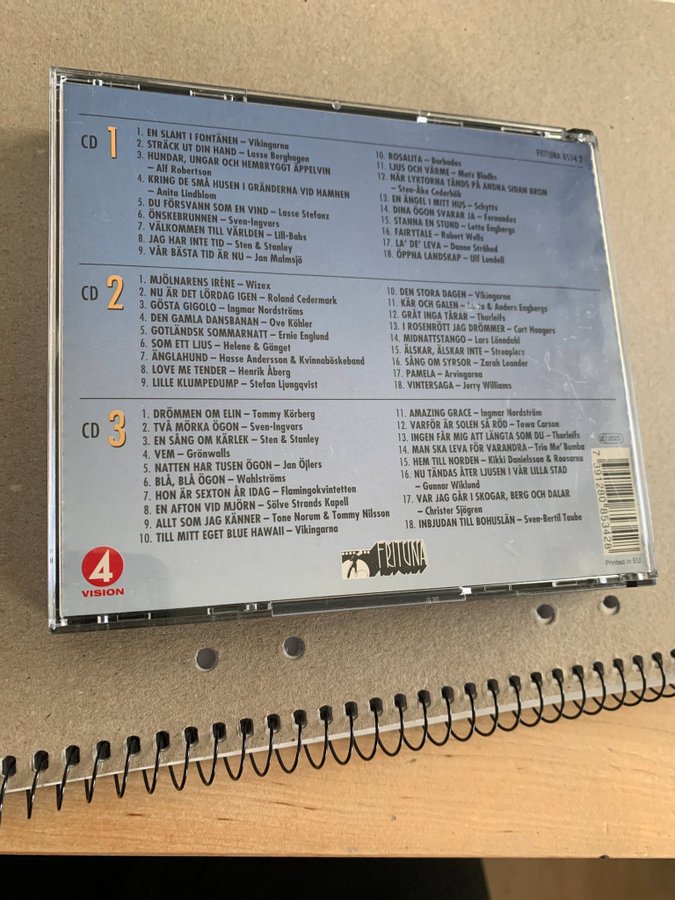 CD 1
1. EN SLANT I FONTÄNEN – Vikingarna
2. STRÄCK UT DIN HAND – Lasse Berghagen
3. HUNDAR, UNGAR OCH HEMBRYGGT ÄPPELVIN
– Alf Robertson
4. KRING DE SMÅ HUSEN I GRÄNDERNA VID HAMNEN
– Anita Lindblom
5. DU FÖRSVANN SOM EN VIND – Lasse Stefanz
6. ÖNSKEBRUNNEN – Sven-Ingvars
7. VÄLKOMMEN TILL VÄRLDEN – Lill-Babs
8. JAG HAR INTE TID – Sten & Stanley
9. VÅR BÄSTA TID ÄR NU – Jan Malmsjö
FRITUNA 8534 2
10. ROSALITA – Barbados
11. LJUS OCH VÄRME – Mats Bladhs
12. NÄR LYKTORNA TÄNDS PÅ ANDRA SIDAN BRON
– Sten-Åke Cederhök
13. EN ÄNGEL I MITT HUS – Schytts
14. DINA ÖGON SVARAR JA – Fernandoz
15. STANNA EN STUND – Lotta Engbergs
16. FAIRYTALE – Robert Wells
17. LA' DE' LEVA – Danne Stråhed
18. ÖPPNA LANDSKAP – Ulf Lundell
CD 2
1. MJÖLNARENS IRÉNE – Wizex
2. NU ÄR DET LÖRDAG IGEN – Roland Cedermark
3. GÖSTA GIGOLO – Ingmar Nordströms
4. DEN GAMLA DANSBANAN – Ove Köhler
5. GOTLÄNDSK SOMMARNATT – Ernie Englund
6. SOM ETT LJUS – Helene & Gänget
7. ÄNGLAHUND – Hasse Andersson & Kvinnaböskeband
8. LOVE ME TENDER – Henrik Åberg
9. LILLE KLUMPEDUMP – Stefan Ljungqvist
10. DEN STORA DAGEN – Vikingarna
11. KÄR OCH GALEN – & Anders Engbergs
12. GRÅT INGA TÅRAR – Thorleifs
13. I ROSENRÖTT JAG DRÖMMER – Curt Haagers
14. MIDNATTSTANGO – Lars Lönndahl
15. ÄLSKAR, ÄLSKAR INTE – Streaplers
16. SÅNG OM SYRSOR – Zarah Leander
17. PAMELA – Arvingarna
18. VINTERSAGA – Jerry Williams
CD 3
1. DRÖMMEN OM ELIN – Tommy Körberg
2. TVÅ MÖRKA ÖGON – Sven-Ingvars
3. EN SÅNG OM KÄRLEK – Sten & Stanley
4. VEM – Grönwalls
5. NATTEN HAR TUSEN ÖGON – Jan Öjlers
6. BLÅ, BLÅ ÖGON – Wahlströms
7. HON ÄR SEXTON ÅR IDAG – Flamingokvintetten
8. EN AFTON VID MJÖRN – Sölve Strands Kapell
9. ALLT SOM JAG KÄNNER – Tone Norum & Tommy Nilsson
10. TILL MITT EGET BLUE HAWAII – Vikingarna
11. AMAZING GRACE – Ingmar Nordström
12. VARFÖR ÄR SOLEN SÅ RÖD – Towa Carson
13. INGEN FÅR MIG ATT LÄNGTA SOM DU – Thorleifs
14. MAN SKA LEVA FÖR VARANDRA – Trio Me' Bumba
15. HEM TILL NORDEN – Kikki Danielsson & Roosarna
16. NU TÄNDAS ÅTER LJUSEN I VÅR LILLA STAD
– Gunnar Wiklund
17. VAR JAG GÅR I SKOGAR, BERG OCH DALAR
– Christer Sjögren
18. INBJUDAN TILL BOHUSLÄN – Sven-Bertil Taube
7 391280 853428
Printed in EU
4
VISION
FRITUNA